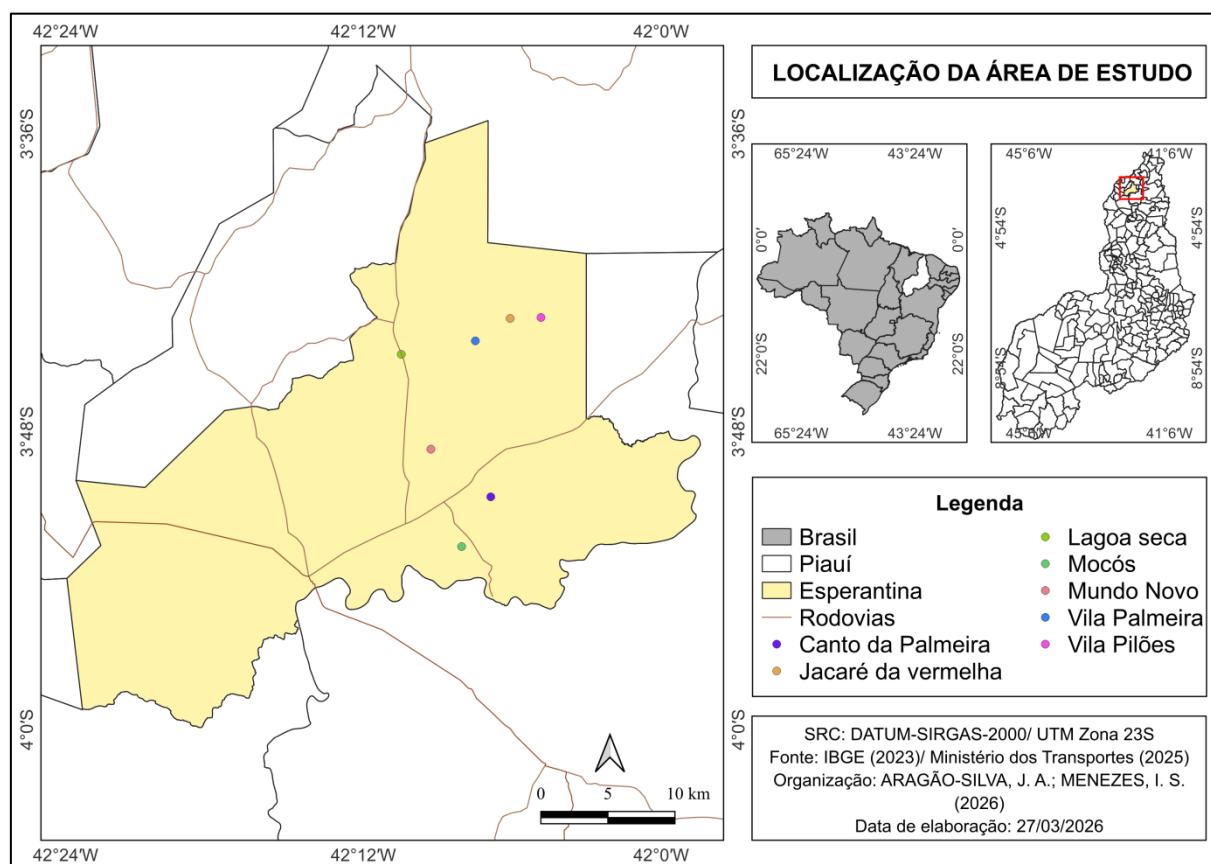 42°24′W 42°12′W 42°0′W
3°36′S 3°36′S
3°48′S 3°48′S
4°0′S 4°0′S
42°24′W 42°12′W 42°0′W
0 5 10 km
LOCALIZAÇÃO DA ÁREA DE ESTUDO
65°24′W 43°24′W
0°0′ 0°0′
22°0′S 22°0′S
65°24′W 43°24′W
45°6′W 41°6′W
4°54′S 4°54′S
8°54′S 8°54′S
45°6′W 41°6′W
Legenda
Brasil
Piauí
Esperantina
Rodovias
Canto da Palmeira
Jacaré da vermelha
Lagoa seca
Mocós
Mundo Novo
Vila Palmeira
Vila Pilões
SRC: DATUM-SIRGAS-2000/ UTM Zona 23S
Fonte: IBGE (2023)/ Ministério dos Transportes (2025)
Organização: ARAGÃO-SILVA, J. A.; MENEZES, I. S.
(2026)
Data de elaboração: 27/03/2026